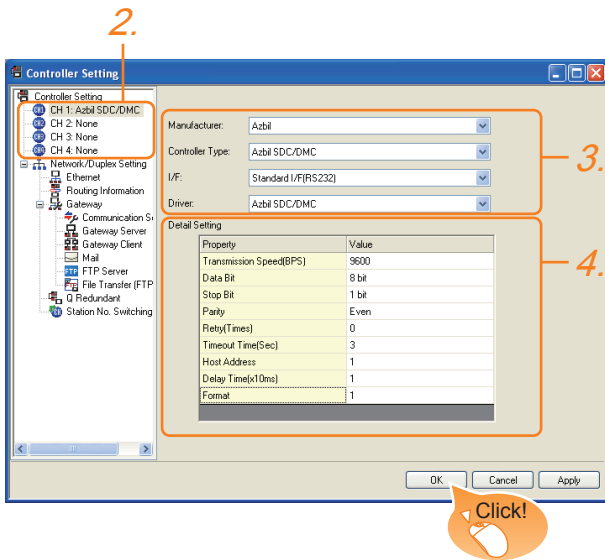 2.
Controller Setting
Controller Setting
CH 1: Azbil SDC/DMC
CH 2: None
CH 3: None
CH 4: None
Network/Duplex Setting
Ethernet
Routing Information
Gateway
Communication S
Gateway Server
Gateway Client
Mail
FTP FTP Server
File Transfer (FTP
Q Redundant
Station No. Switching
Manufacturer: Azbil
Controller Type: Azbil SDC/DMC
I/F: Standard I/F(RS232)
Driver: Azbil SDC/DMC
3.
Detail Setting
Property Value
Transmission Speed(BPS) 9600
Data Bit 8 bit
Stop Bit 1 bit
Parity Even
Retry(Times) 0
Timeout Time(Sec) 3
Host Address 1
Delay Time(x10ms) 1
Format 1
4.
OK Cancel Apply
Click!